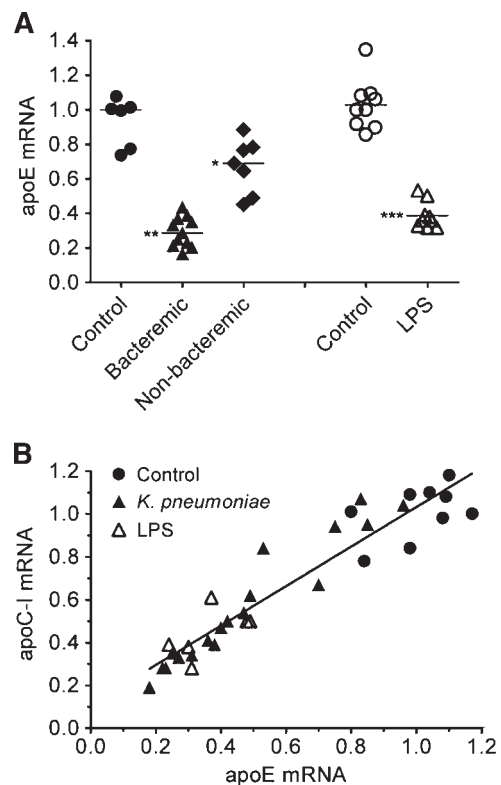 A
apoE mRNA
1.4
1.2
1.0
0.8
0.6
0.4
0.2
0.0
*
**
***
Control
Bacteremic
Non-bacteremic
Control
LPS
B
apoC-I mRNA
1.2
1.0
0.8
0.6
0.4
0.2
0.0
Control
K. pneumoniae
LPS
0.0 0.2 0.4 0.6 0.8 1.0 1.2
apoE mRNA